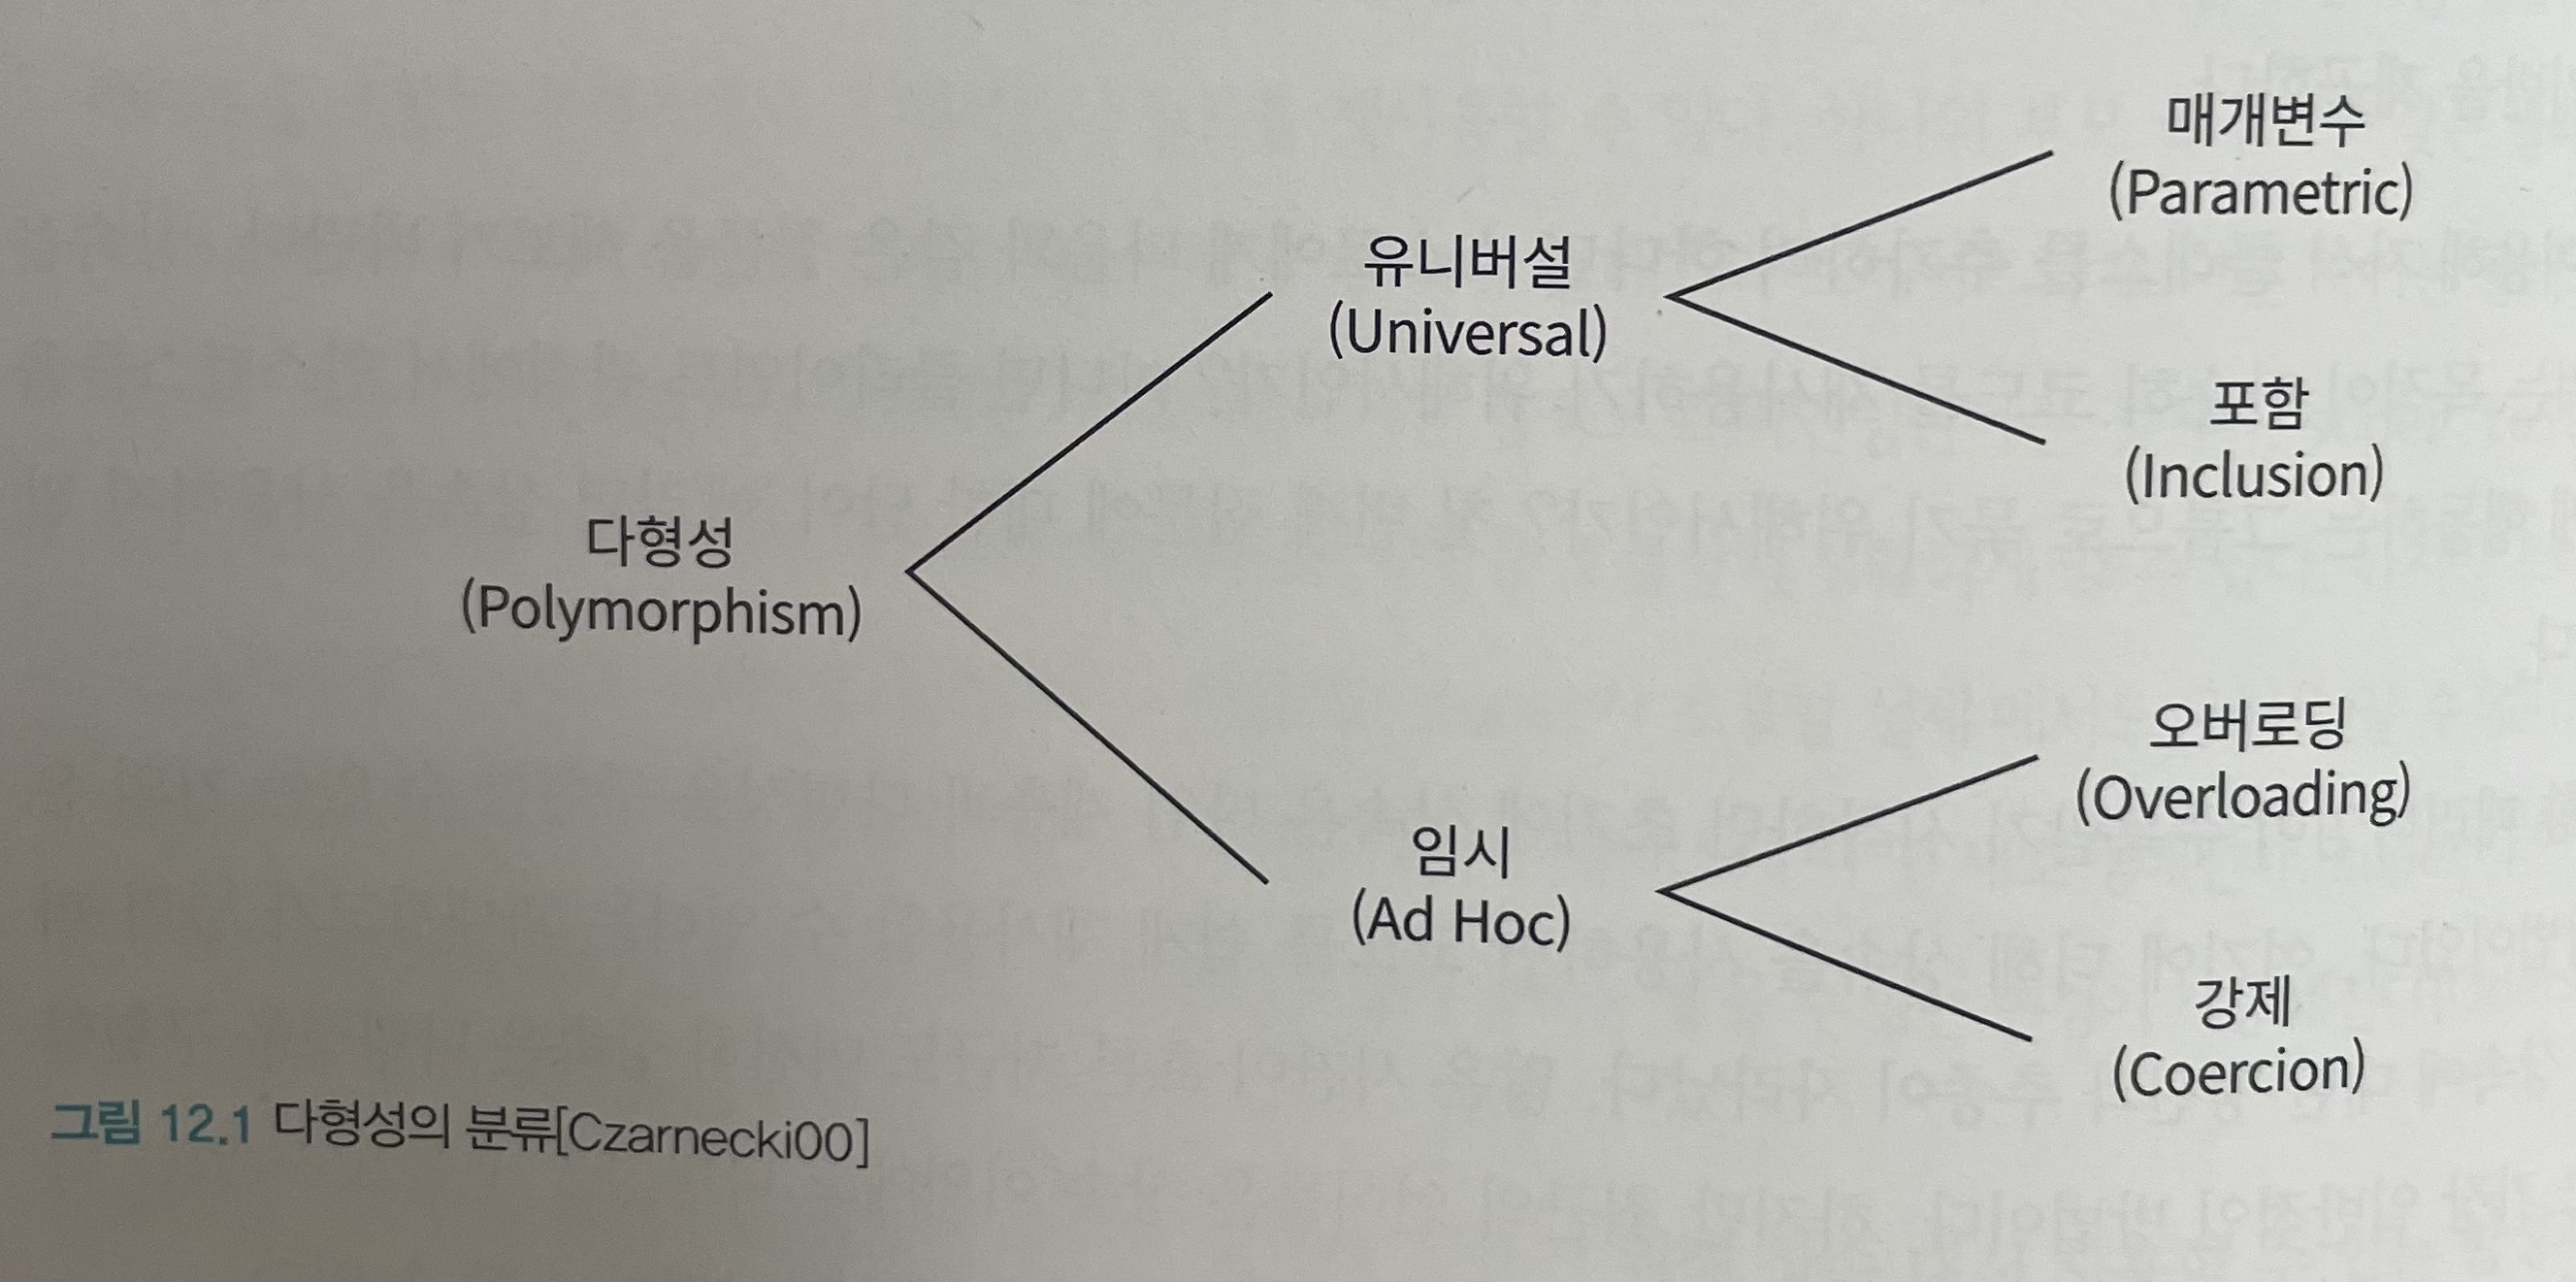 매개변수
(Parametric)
유니버설
(Universal)
포함
(Inclusion)
다형성
(Polymorphism)
오버로딩
(Overloading)
임시
(Ad Hoc)
강제
(Coercion)
그림 12.1 다형성의 분류[Czarnecki00]